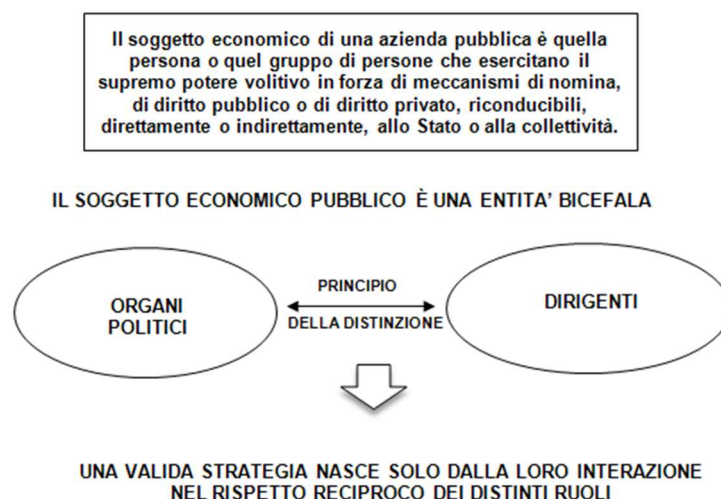 Il soggetto economico di una azienda pubblica è quella
persona o quel gruppo di persone che esercitano il
supremo potere volitivo in forza di meccanismi di nomina,
di diritto pubblico o di diritto privato, riconducibili,
direttamente o indirettamente, allo Stato o alla collettività.
IL SOGGETTO ECONOMICO PUBBLICO È UNA ENTITA' BICEFALA
ORGANI
POLITICI
PRINCIPIO
DELLA DISTINZIONE
DIRIGENTI
UNA VALIDA STRATEGIA NASCE SOLO DALLA LORO INTERAZIONE
NEL RISPETTO RECIPROCO DEI DISTINTI RUOLI